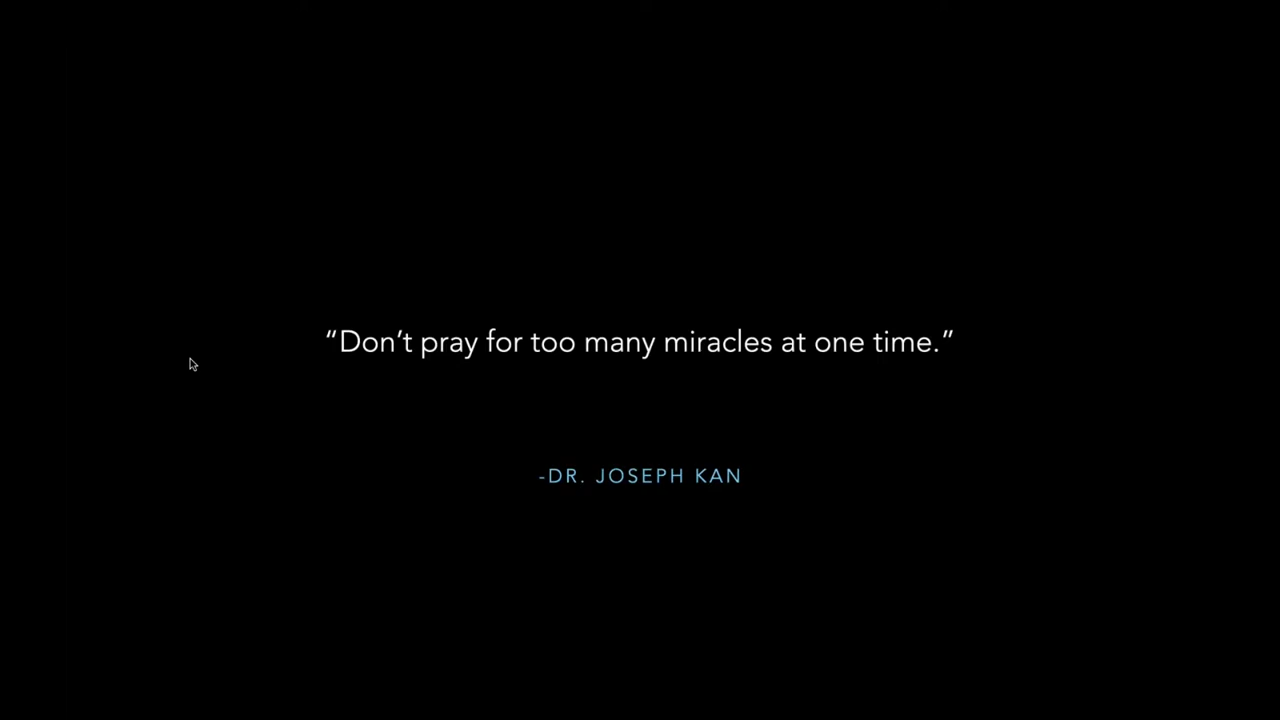 “Don’t pray for too many miracles at one time.”
-DR. JOSEPH KAN